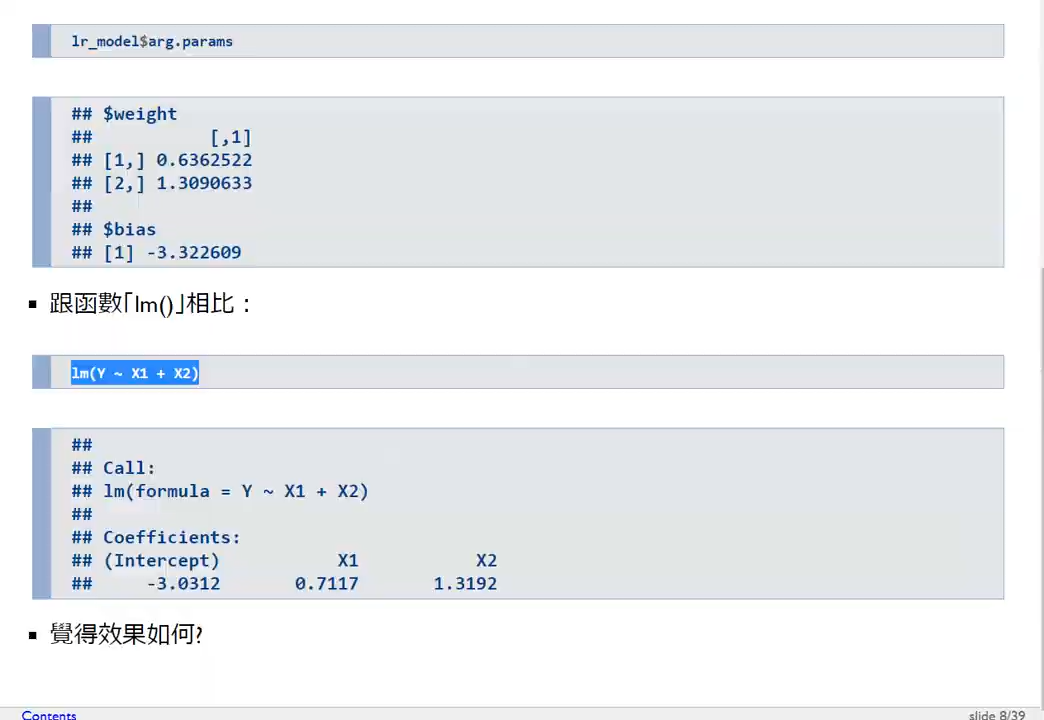 lr_model$arg.params
## $weight
##           [,1]
## [1,] 0.6362522
## [2,] 1.3090633
##
## $bias
## [1] -3.322609
▪ 跟函數「lm()」相比：
lm(Y ~ X1 + X2)
##
## Call:
## lm(formula = Y ~ X1 + X2)
##
## Coefficients:
## (Intercept)           X1           X2
##     -3.0312       0.7117       1.3192
▪ 覺得效果如何?
Contents
slide 8/39